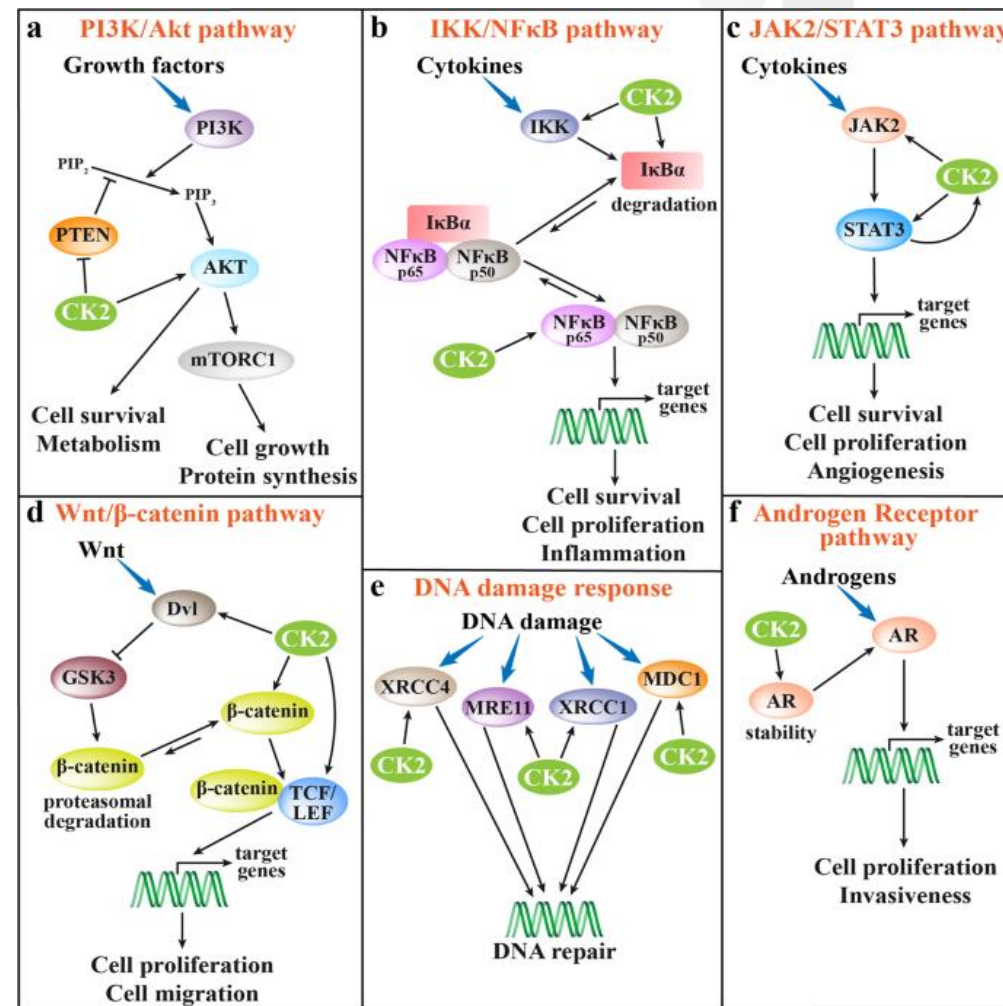 a PI3K/Akt pathway
Growth factors
PI3K
PIP2
PIP3
PTEN
AKT
CK2
mTORC1
Cell survival
Metabolism
Cell growth
Protein synthesis
b IKK/NFκB pathway
Cytokines
CK2
IKK
IκBα
degradation
IκBα
NFκB
p65
NFκB
p50
NFκB
p65
NFκB
p50
CK2
target
genes
Cell survival
Cell proliferation
Inflammation
c JAK2/STAT3 pathway
Cytokines
JAK2
CK2
STAT3
target
genes
Cell survival
Cell proliferation
Angiogenesis
d Wnt/β-catenin pathway
Wnt
Dvl
CK2
GSK3
β-catenin
β-catenin
proteasomal
degradation
β-catenin
TCF/
LEF
target
genes
Cell proliferation
Cell migration
e DNA damage response
DNA damage
XRCC4
MRE11
XRCC1
MDC1
CK2
CK2
CK2
DNA repair
f Androgen Receptor
pathway
Androgens
CK2
AR
AR
stability
target
genes
Cell proliferation
Invasiveness